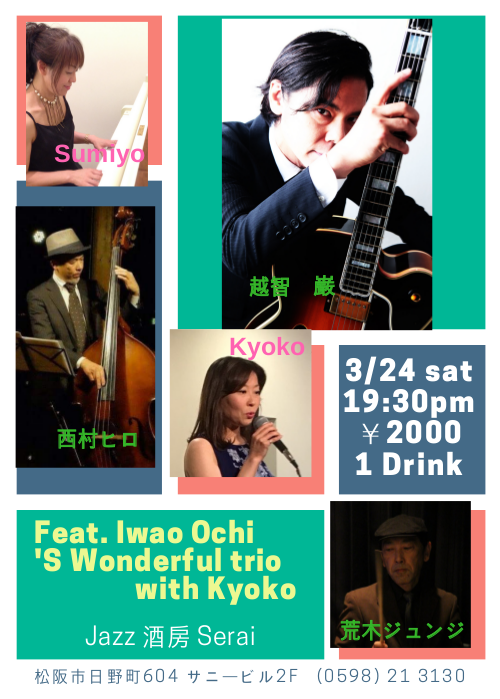 Sumiyo
越智　巌
西村ヒロ
Kyoko
3/24 sat
19:30pm
￥2000
1 Drink
Feat. Iwao Ochi
'S Wonderful trio
with Kyoko
Jazz 酒房 Serai
荒木ジュンジ
松阪市日野町604 サニービル2F (0598) 21 3130